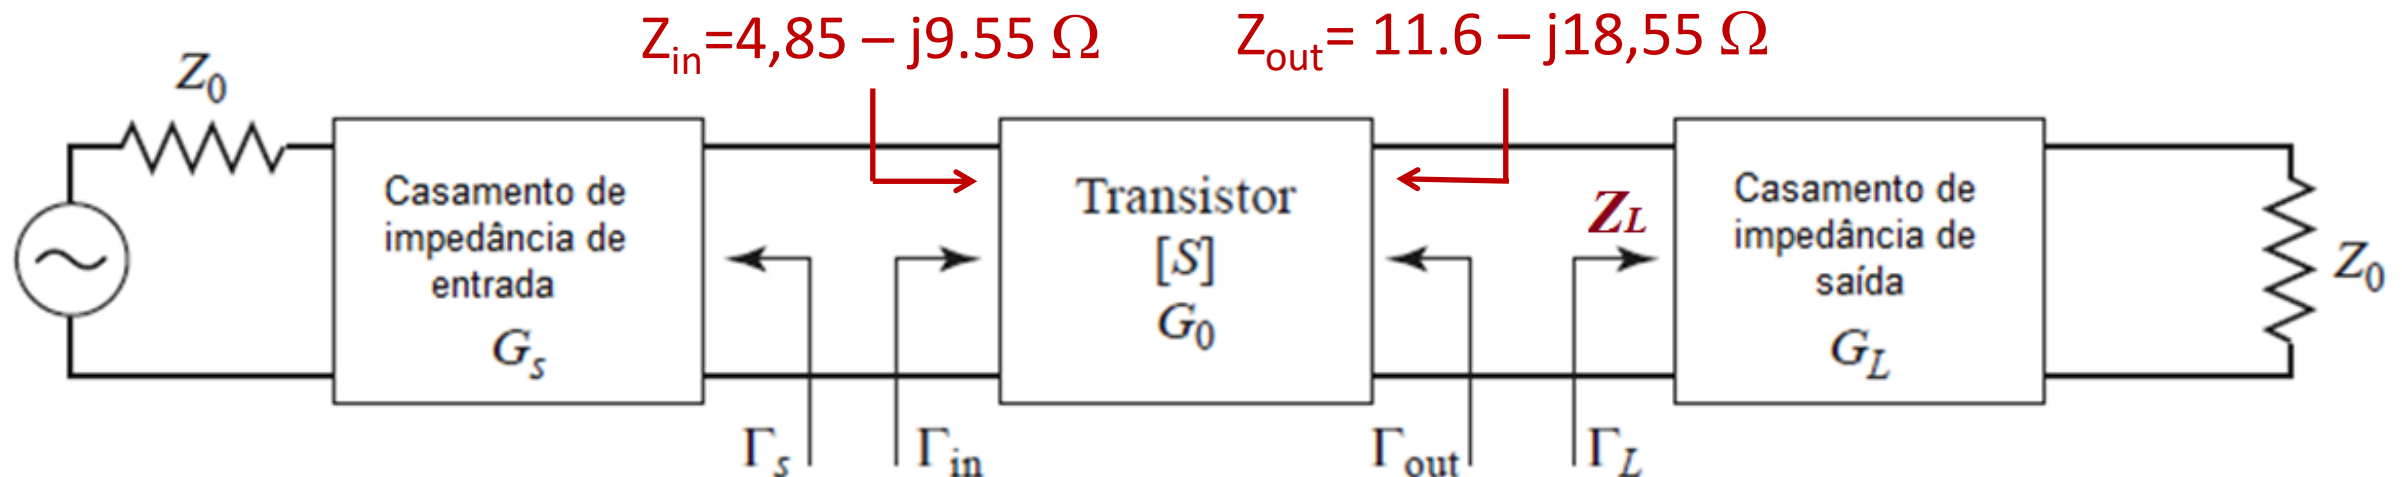 Zin=4,85 – j9.55 Ω
Zout= 11.6 – j18,55 Ω
Z0
Casamento de
impedância de
entrada
Gs
Transistor
[S]
G0
ZL
Casamento de
impedância de
saída
GL
Z0
Γs
Γin
Γout
ΓL